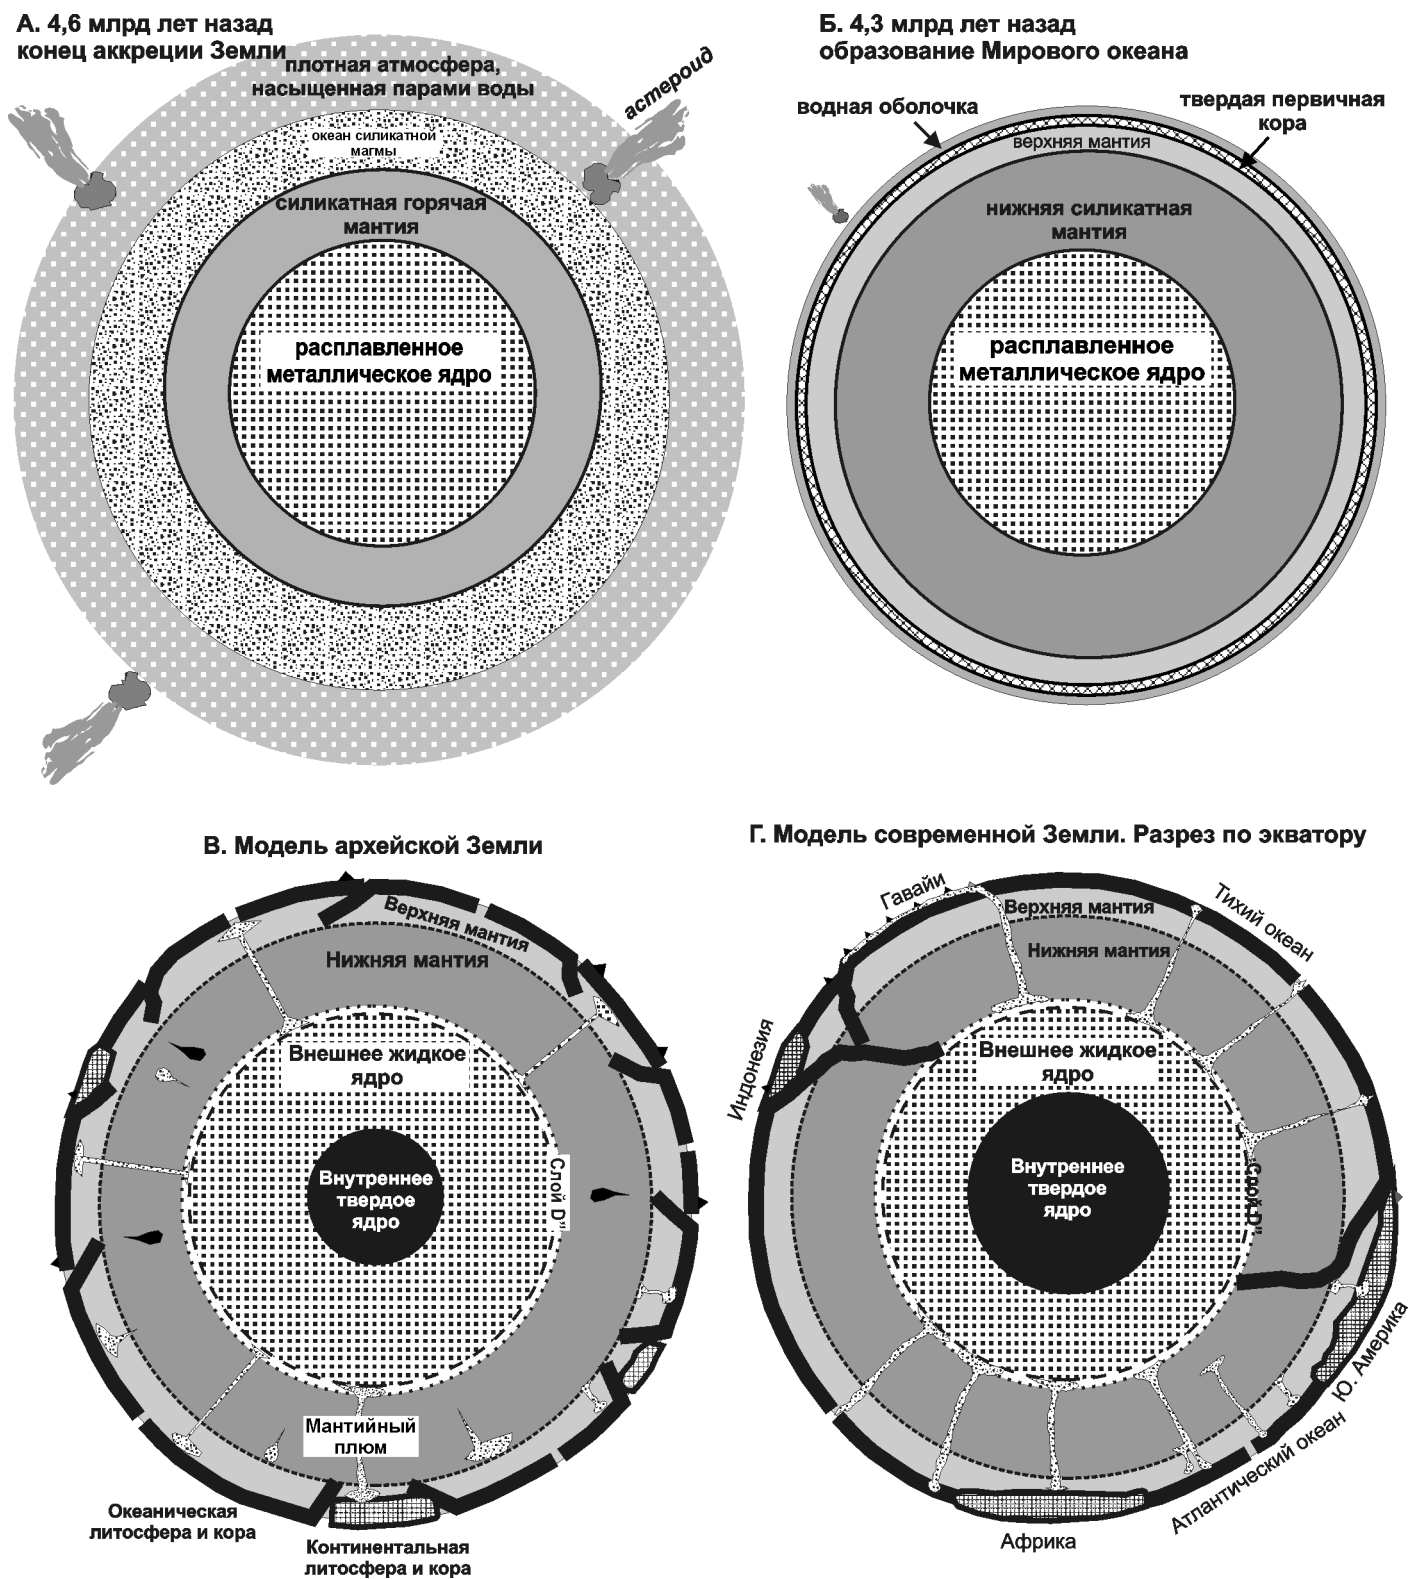 А. 4,6 млрд лет назад
конец аккреции Земли
плотная атмосфера,
насыщенная парами воды
астероид
океан силикатной
магмы
силикатная горячая
мантия
расплавленное
металлическое ядро
Б. 4,3 млрд лет назад
образование Мирового океана
водная оболочка
твердая первичная
кора
верхняя мантия
нижняя силикатная
мантия
расплавленное
металлическое ядро
В. Модель архейской Земли
Верхняя мантия
Нижняя мантия
Внешнее жидкое
ядро
Внутреннее
твердое
ядро
Слой D"
Мантийный
плюм
Океаническая
литосфера и кора
Континентальная
литосфера и кора
Г. Модель современной Земли. Разрез по экватору
Гавайи
Верхняя мантия
Тихий океан
Нижняя мантия
Индонезия
Внешнее жидкое
ядро
Внутреннее
твердое
ядро
Слой D"
Ю. Америка
Атлантический океан
Африка